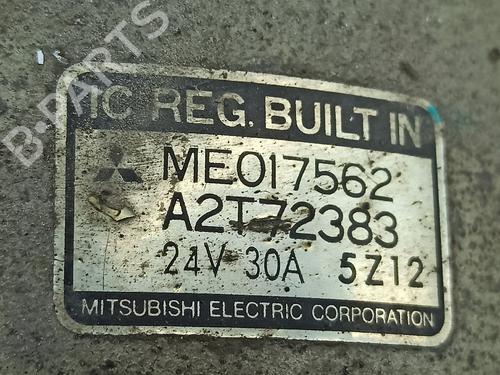 B-PARTS
IC REG. BUILT IN
ME017562
A2T72383
24V 30A 5Z12
MITSUBISHI ELECTRIC CORPORATION